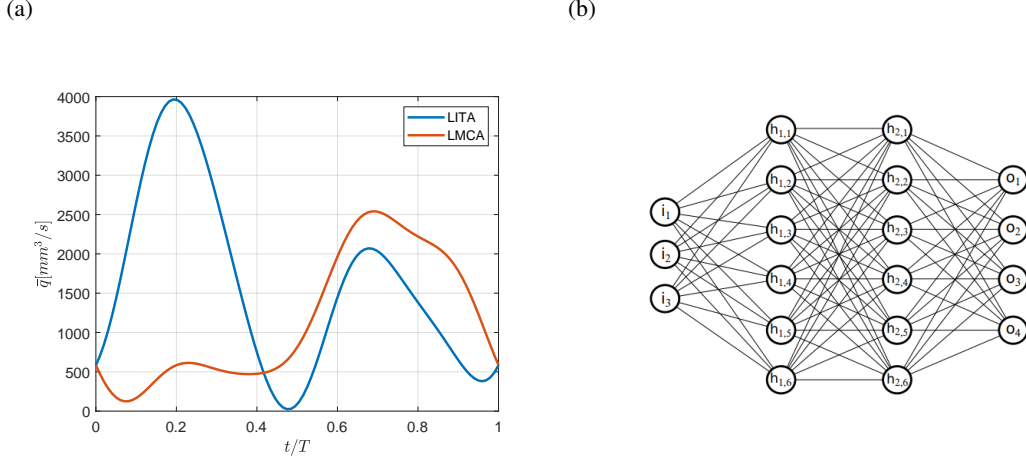 (a)
(b)
4000
3500
3000
2500
2000
1500
1000
500
0
q̄[mm³/s]
LITA
LMCA
0
0.2
0.4
0.6
0.8
1
t/T
i₁
i₂
i₃
h₁,₁
h₁,₂
h₁,₃
h₁,₄
h₁,₅
h₁,₆
h₂,₁
h₂,₂
h₂,₃
h₂,₄
h₂,₅
h₂,₆
o₁
o₂
o₃
o₄